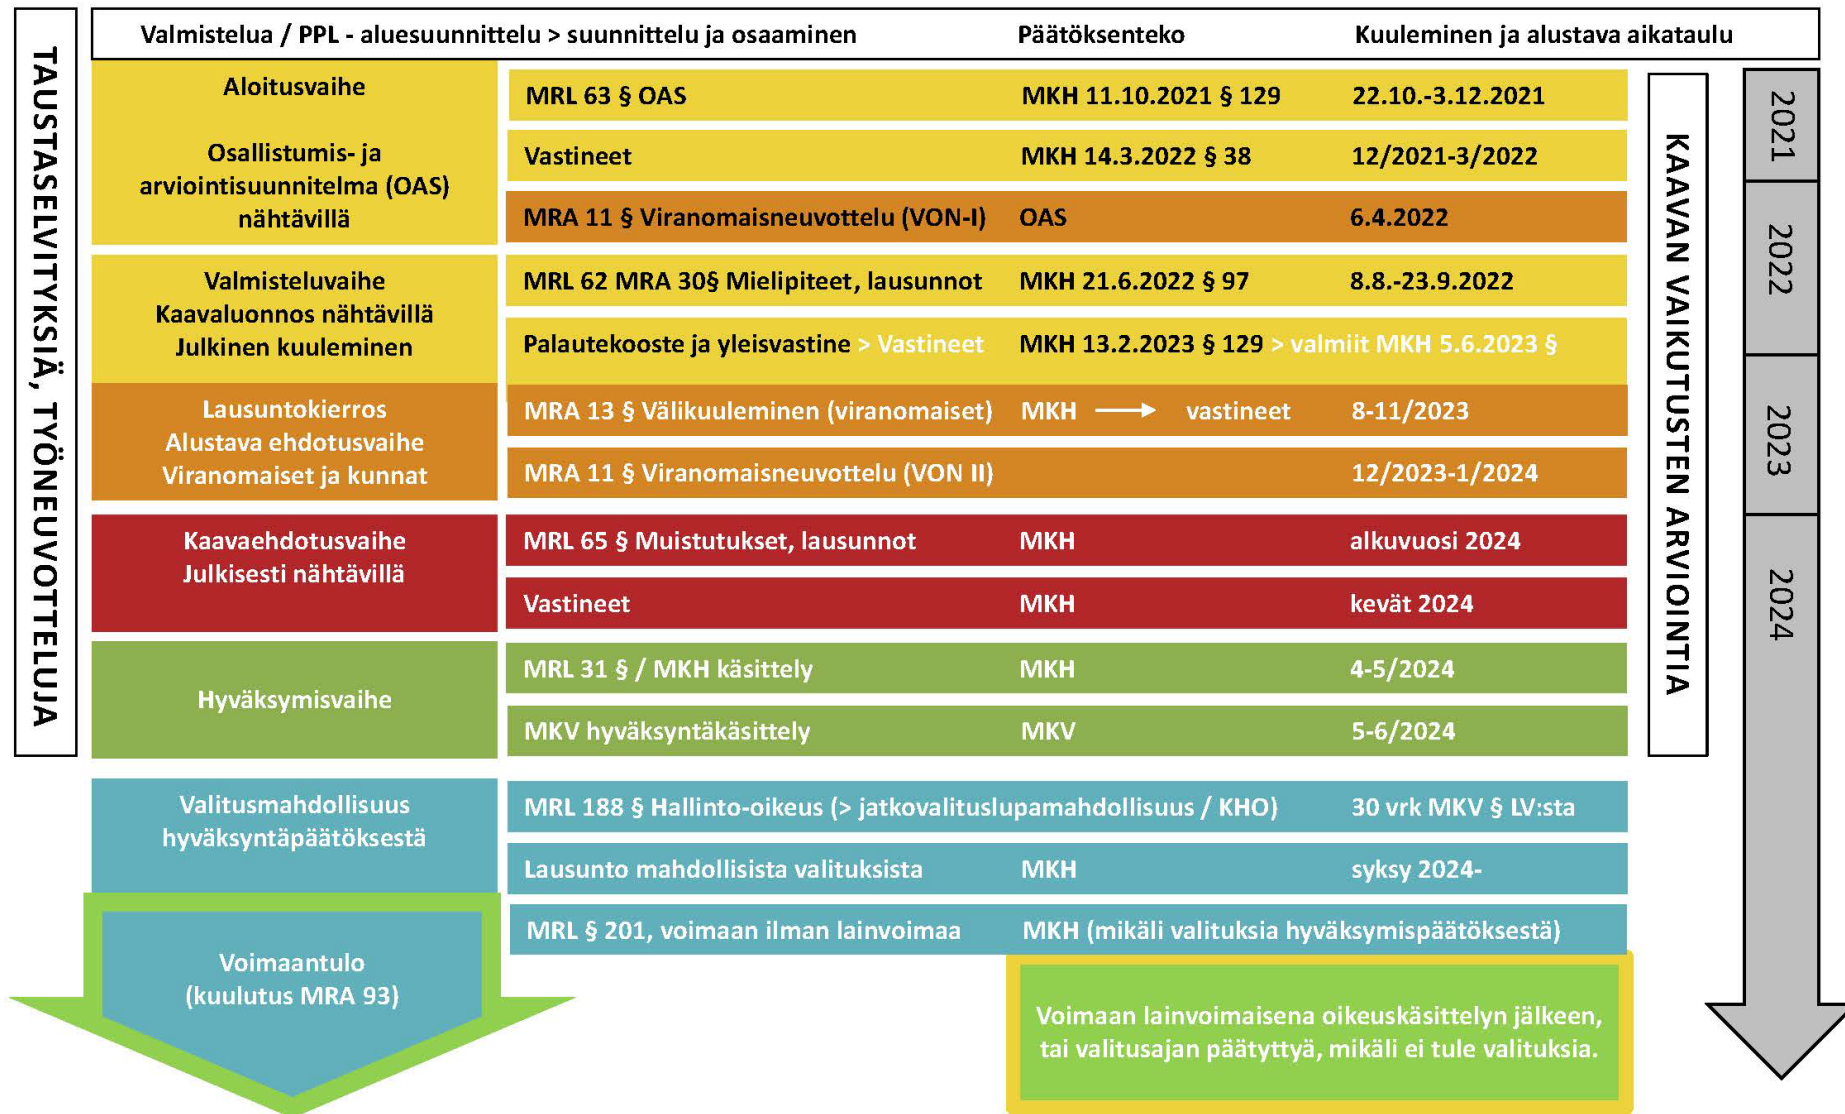 Valmistelua / PPL - aluesuunnittelu > suunnittelu ja osaaminen Päätöksenteko Kuuleminen ja alustava aikataulu
TAUSTASELVITYKSIÄ, TYÖNEUVOTTELUJA
Aloitusvaihe
Osallistumis- ja
arviointisuunnitelma (OAS)
nähtävillä
MRL 63 § OAS MKH 11.10.2021 § 129 22.10.-3.12.2021
Vastineet MKH 14.3.2022 § 38 12/2021-3/2022
MRA 11 § Viranomaisneuvottelu (VON-I) OAS 6.4.2022
Valmisteluvaihe
Kaavaluonnos nähtävillä
Julkinen kuuleminen
MRL 62 MRA 30§ Mielipiteet, lausunnot MKH 21.6.2022 § 97 8.8.-23.9.2022
Palautekooste ja yleisvastine > Vastineet MKH 13.2.2023 § 129 > valmiit MKH 5.6.2023 §
Lausuntokierros
Alustava ehdotusvaihe
Viranomaiset ja kunnat
MRA 13 § Välikuuleminen (viranomaiset) MKH ⟶ vastineet 8-11/2023
MRA 11 § Viranomaisneuvottelu (VON II) 12/2023-1/2024
Kaavaehdotusvaihe
Julkisesti nähtävillä
MRL 65 § Muistutukset, lausunnot MKH alkuvuosi 2024
Vastineet MKH kevät 2024
Hyväksymisvaihe
MRL 31 § / MKH käsittely MKH 4-5/2024
MKV hyväksyntäkäsittely MKV 5-6/2024
Valitusmahdollisuus
hyväksyntäpäätöksestä
MRL 188 § Hallinto-oikeus (> jatkovalituslupamahdollisuus / KHO) 30 vrk MKV § LV:sta
Lausunto mahdollisista valituksista MKH syksy 2024-
MRL § 201, voimaan ilman lainvoimaa MKH (mikäli valituksia hyväksymispäätöksestä)
Voimaantulo
(kuulutus MRA 93)
Voimaan lainvoimaisena oikeuskäsittelyn jälkeen,
tai valitusajan päätyttyä, mikäli ei tule valituksia.
KAAVAN VAIKUTUSTEN ARVIOINTIA
2021
2022
2023
2024